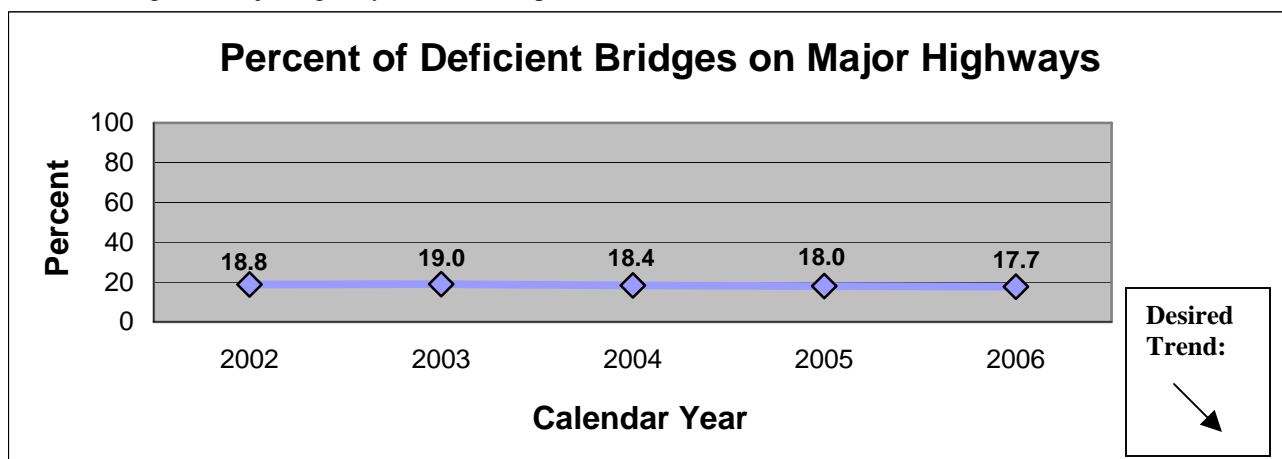 Percent of Deficient Bridges on Major Highways
Percent
100
80
60
40
20
0
18.8 19.0 18.4 18.0 17.7
2002 2003 2004 2005 2006
Calendar Year
Desired
Trend: